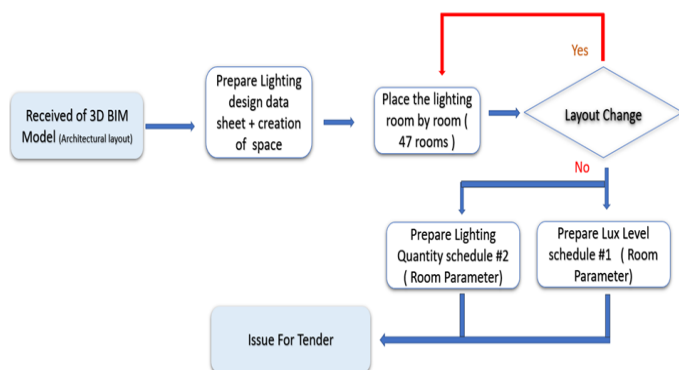 Yes
Received of 3D BIM
Model (Architectural layout)
Prepare Lighting
design data
sheet + creation
of space
Place the lighting
room by room (
47 rooms )
Layout Change
No
Prepare Lighting
Quantity schedule #2
( Room Parameter)
Prepare Lux Level
schedule #1 ( Room
Parameter)
Issue For Tender